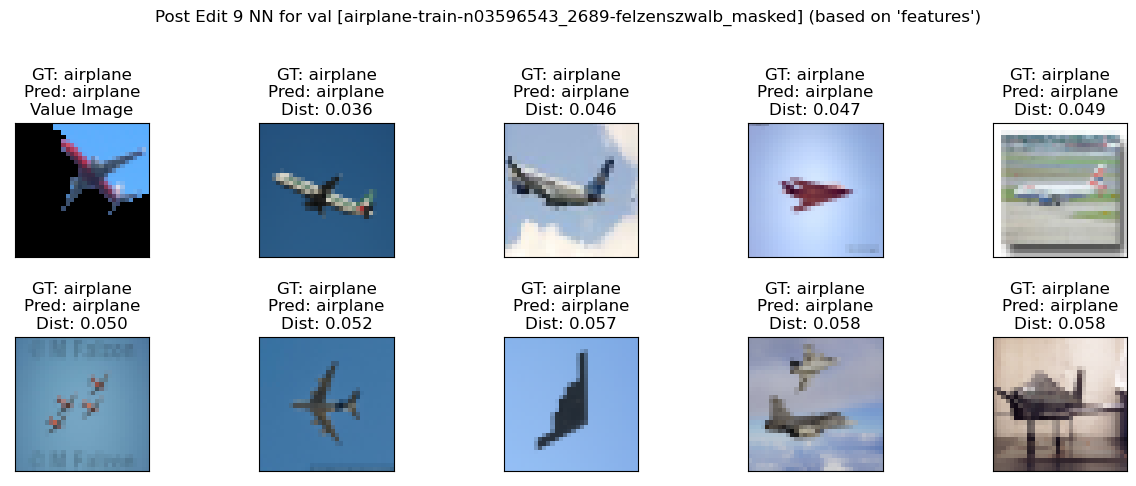 Post Edit 9 NN for val [airplane-train-n03596543_2689-felzenszwalb_masked] (based on 'features')
GT: airplane
Pred: airplane
Value Image
GT: airplane
Pred: airplane
Dist: 0.036
GT: airplane
Pred: airplane
Dist: 0.046
GT: airplane
Pred: airplane
Dist: 0.047
GT: airplane
Pred: airplane
Dist: 0.049
GT: airplane
Pred: airplane
Dist: 0.050
GT: airplane
Pred: airplane
Dist: 0.052
GT: airplane
Pred: airplane
Dist: 0.057
GT: airplane
Pred: airplane
Dist: 0.058
GT: airplane
Pred: airplane
Dist: 0.058